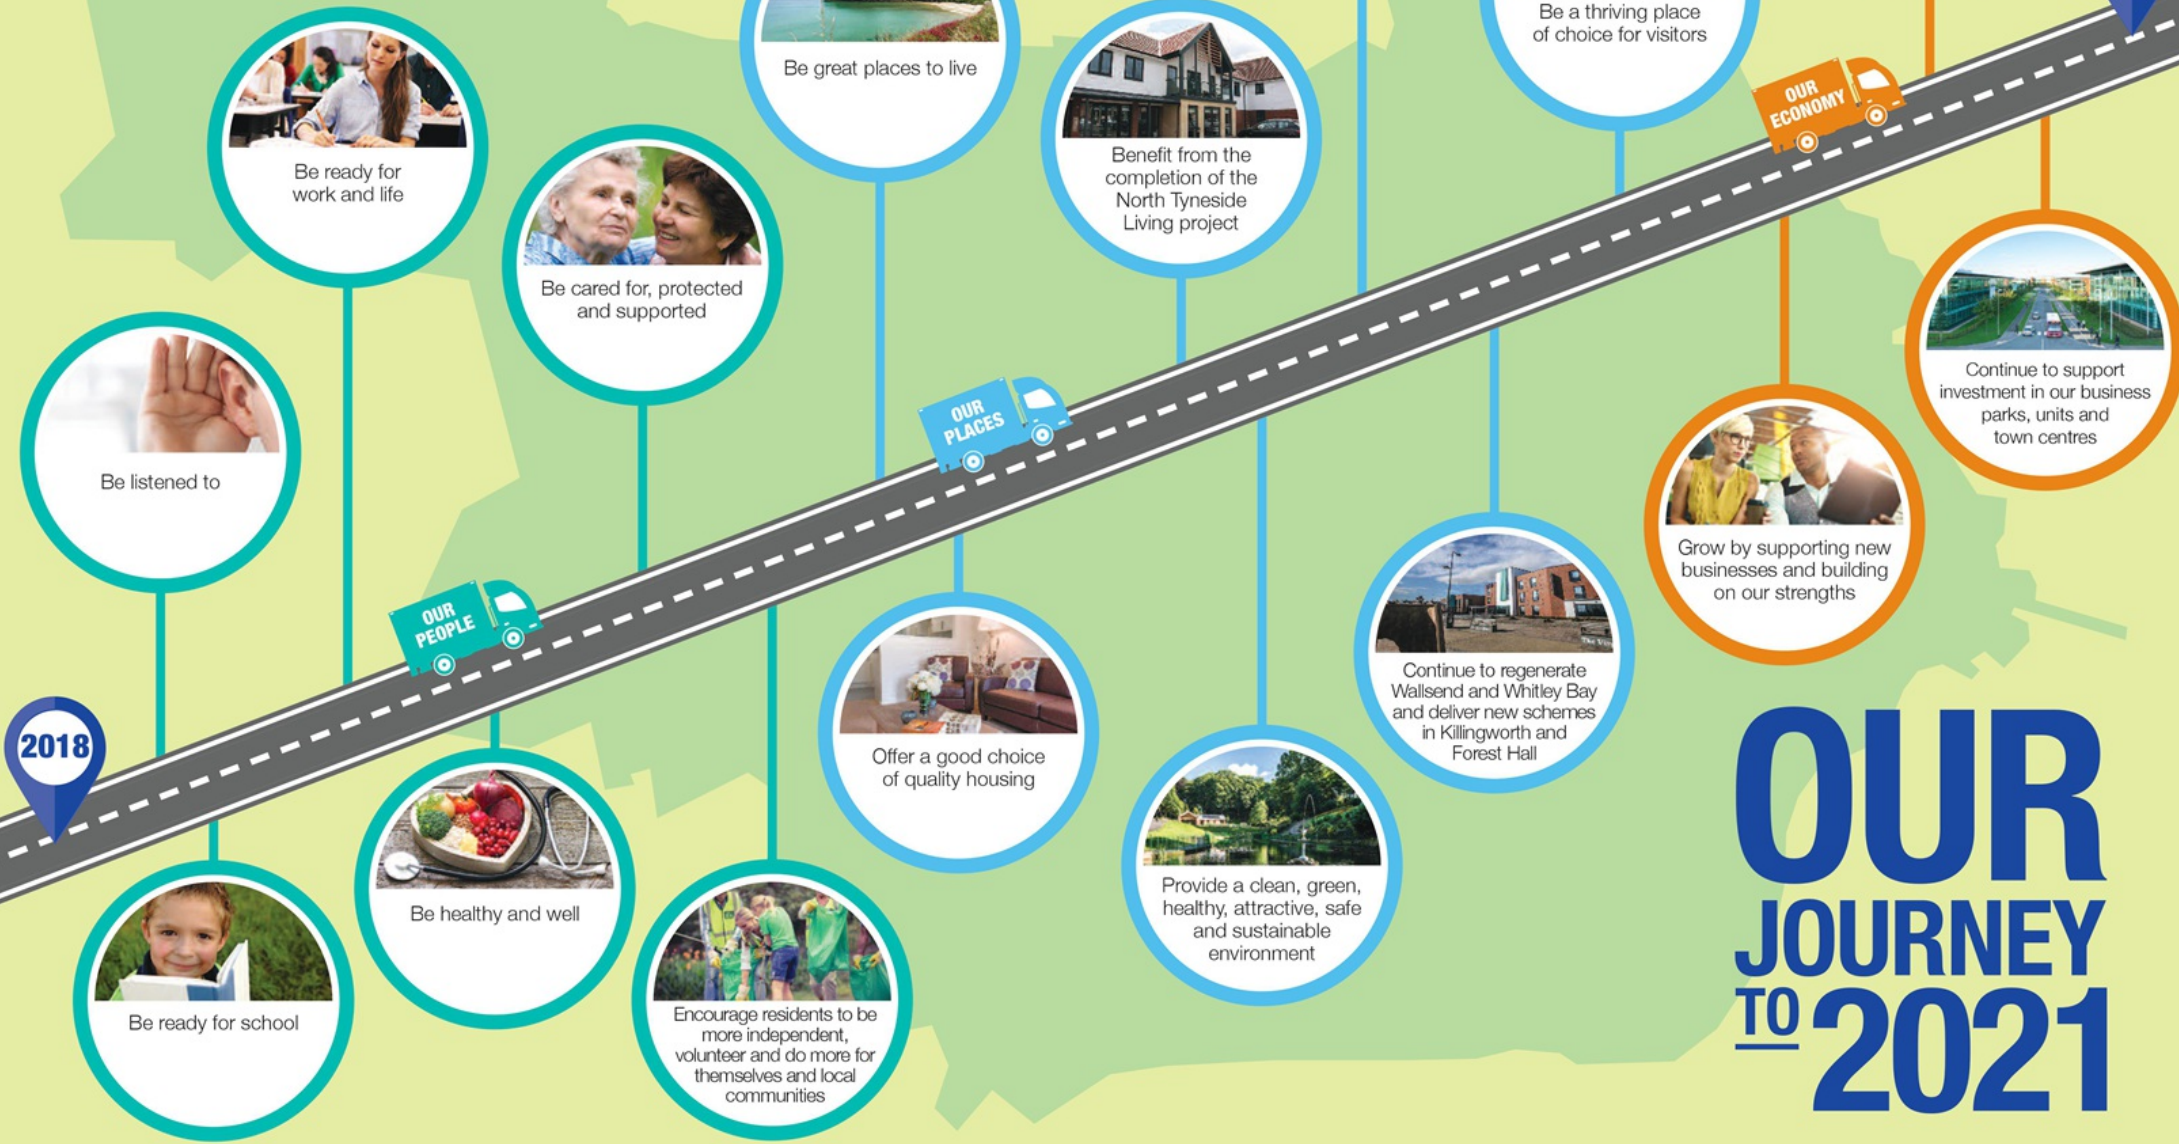 Be a thriving place
of choice for visitors
Be great places to live
OUR
ECONOMY
Be ready for
work and life
Benefit from the
completion of the
North Tyneside
Living project
Be cared for, protected
and supported
Continue to support
investment in our business
parks, units and
town centres
OUR
PLACES
Be listened to
Grow by supporting new
businesses and building
on our strengths
OUR
PEOPLE
Continue to regenerate
Wallsend and Whitley Bay
and deliver new schemes
in Killingworth and
Forest Hall
2018
Offer a good choice
of quality housing
Provide a clean, green,
healthy, attractive, safe
and sustainable
environment
Be healthy and well
Be ready for school
Encourage residents to be
more independent,
volunteer and do more for
themselves and local
communities
OUR
JOURNEY
TO 2021